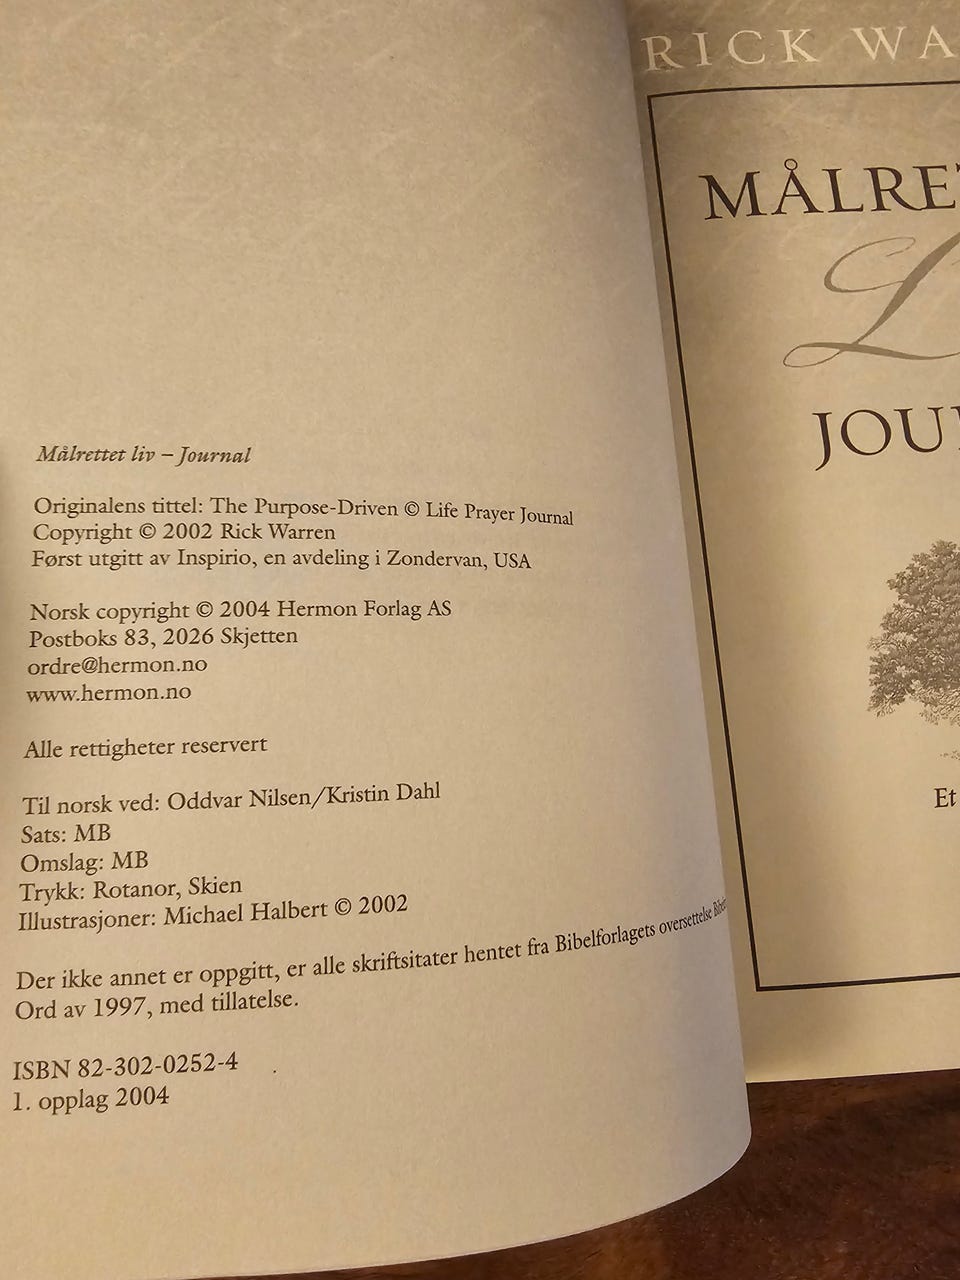 Målrettet liv – Journal
Originalens tittel: The Purpose-Driven © Life Prayer Journal
Copyright © 2002 Rick Warren
Først utgitt av Inspirio, en avdeling i Zondervan, USA
Norsk copyright © 2004 Hermon Forlag AS
Postboks 83, 2026 Skjetten
ordre@hermon.no
www.hermon.no
Alle rettigheter reservert
Til norsk ved: Oddvar Nilsen/Kristin Dahl
Sats: MB
Omslag: MB
Trykk: Rotanor, Skien
Illustrasjoner: Michael Halbert © 2002
Der ikke annet er oppgitt, er alle skriftsitater hentet fra Bibelforlagets oversettelse
Ord av 1997, med tillatelse.
ISBN 82-302-0252-4
1. opplag 2004
RICK WA
MÅLRE
L
JOU
Et